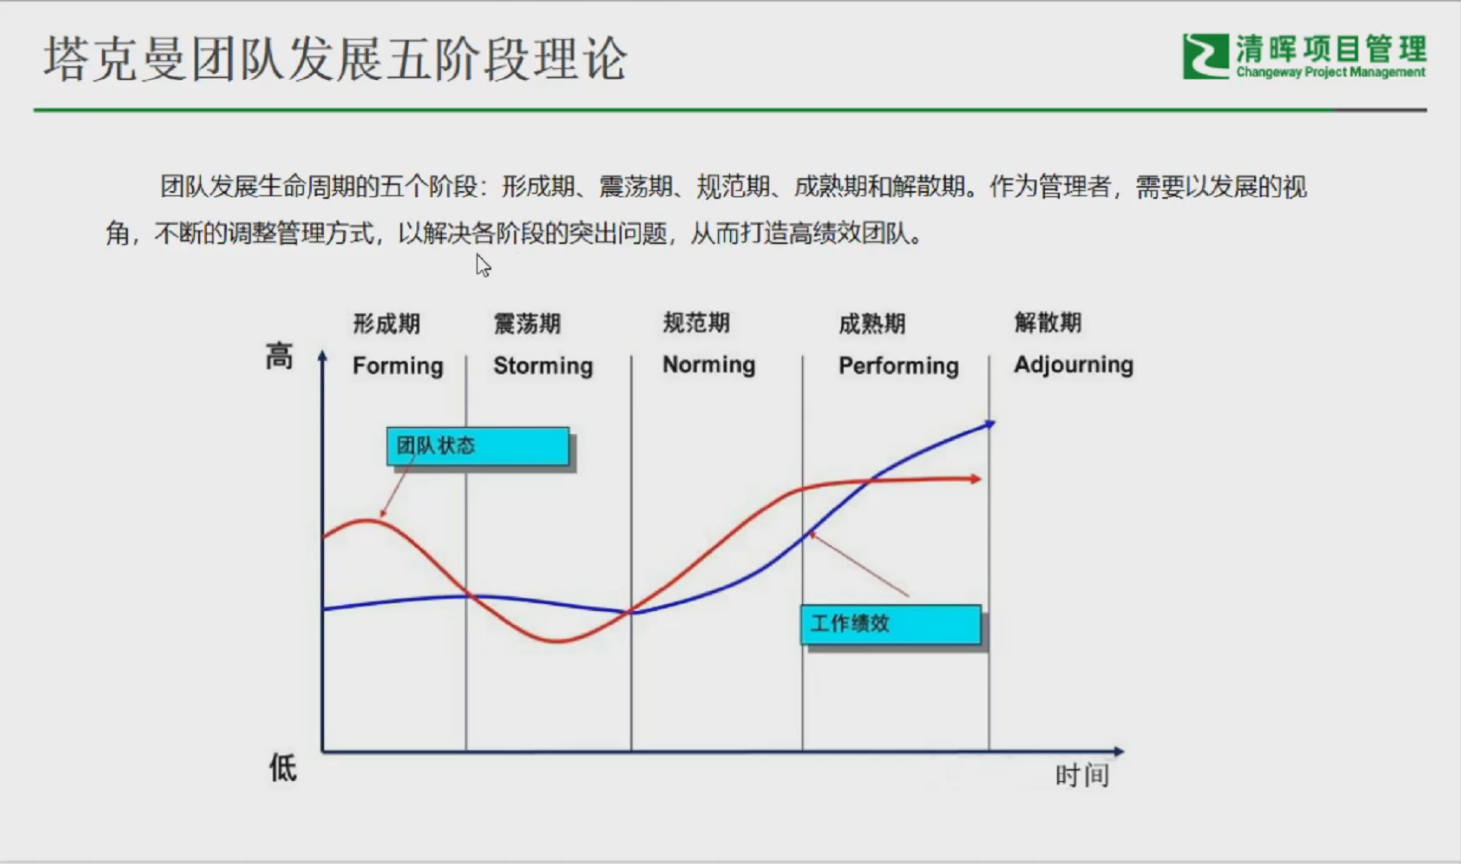 塔克曼团队发展五阶段理论
清晖项目管理
Changeway Project Management
团队发展生命周期的五个阶段：形成期、震荡期、规范期、成熟期和解散期。作为管理者，需要以发展的视
角，不断的调整管理方式，以解决各阶段的突出问题，从而打造高绩效团队。
形成期 震荡期 规范期 成熟期 解散期
高 Forming Storming Norming Performing Adjourning
团队状态
工作绩效
低
时间